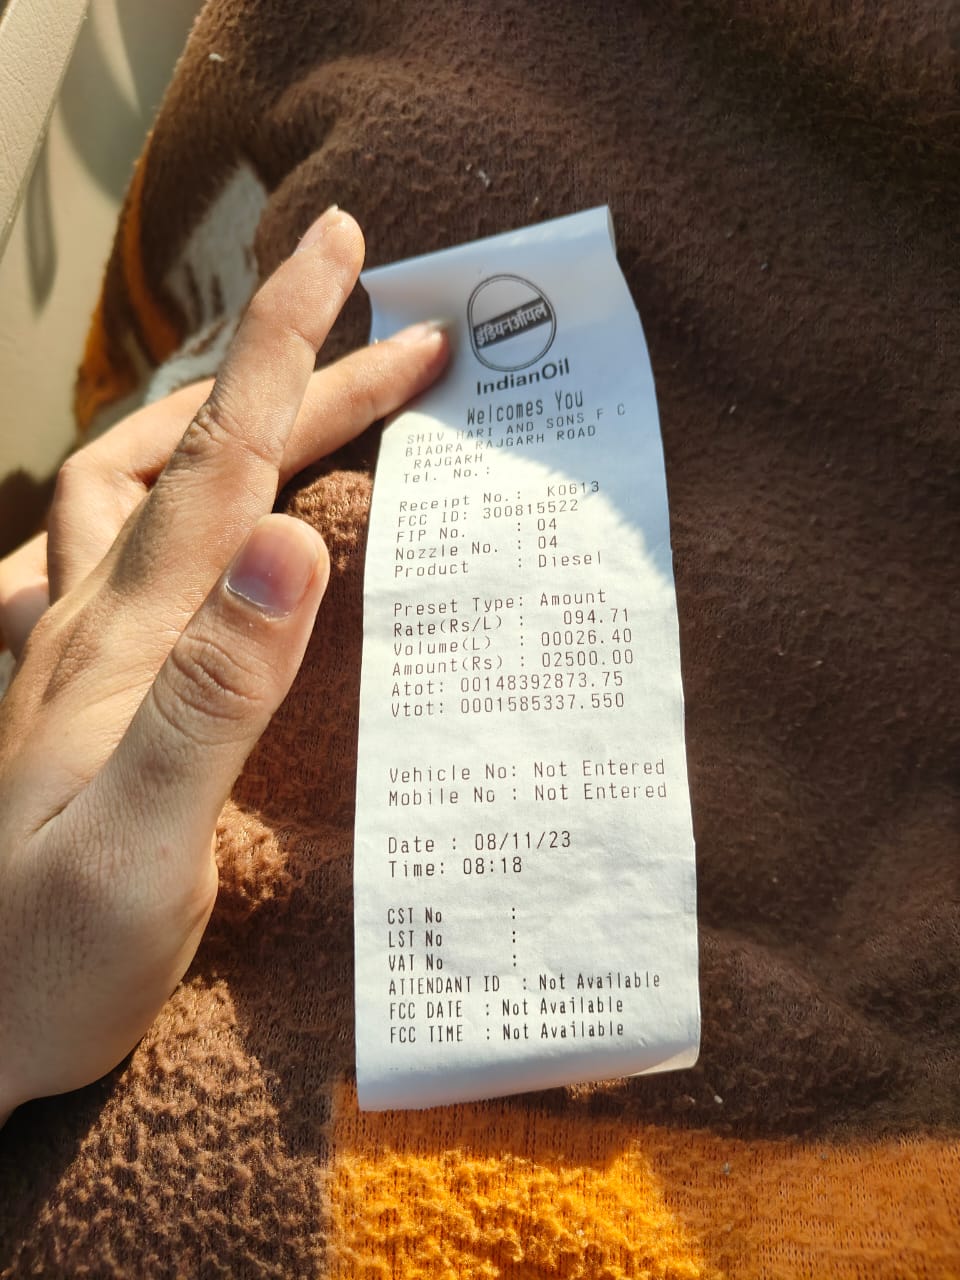 इंडियनऑयल
IndianOil
Welcomes You
SHIV HARI AND SONS F C
BIAORA RAJGARH ROAD
RAJGARH
Tel. No.:
Receipt No.: K0613
FCC ID: 300815522
FIP No. : 04
Nozzle No. : 04
Product : Diesel
Preset Type: Amount
Rate(Rs/L) : 094.71
Volume(L) : 00026.40
Amount(Rs) : 02500.00
Atot: 00148392873.75
Vtot: 0001585337.550
Vehicle No: Not Entered
Mobile No : Not Entered
Date : 08/11/23
Time: 08:18
CST No :
LST No :
VAT No :
ATTENDANT ID : Not Available
FCC DATE : Not Available
FCC TIME : Not Available